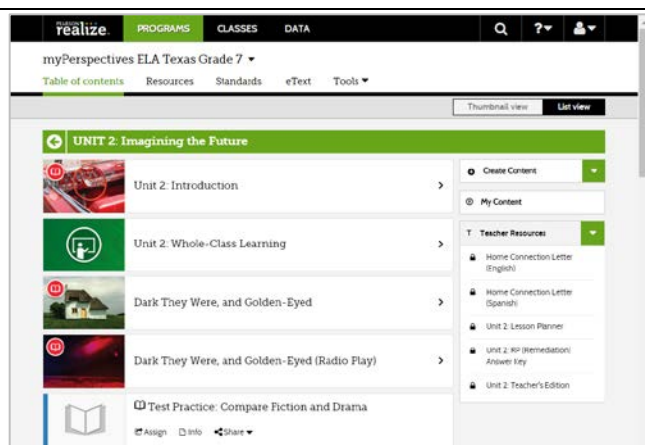 PEARSON
realize.
PROGRAMS CLASSES DATA ?
myPerspectives ELA Texas Grade 7
Table of contents Resources Standards eText Tools
Thumbnail view List view
UNIT 2: Imagining the Future
Unit 2: Introduction
Unit 2: Whole-Class Learning
Dark They Were, and Golden-Eyed
Dark They Were, and Golden-Eyed (Radio Play)
Test Practice: Compare Fiction and Drama
Assign Info Share
Create Content
My Content
T Teacher Resources
Home Connection Letter
(English)
Home Connection Letter
(Spanish)
Unit 2: Lesson Planner
Unit 2: RP (Remediation)
Answer Key
Unit 2: Teacher's Edition